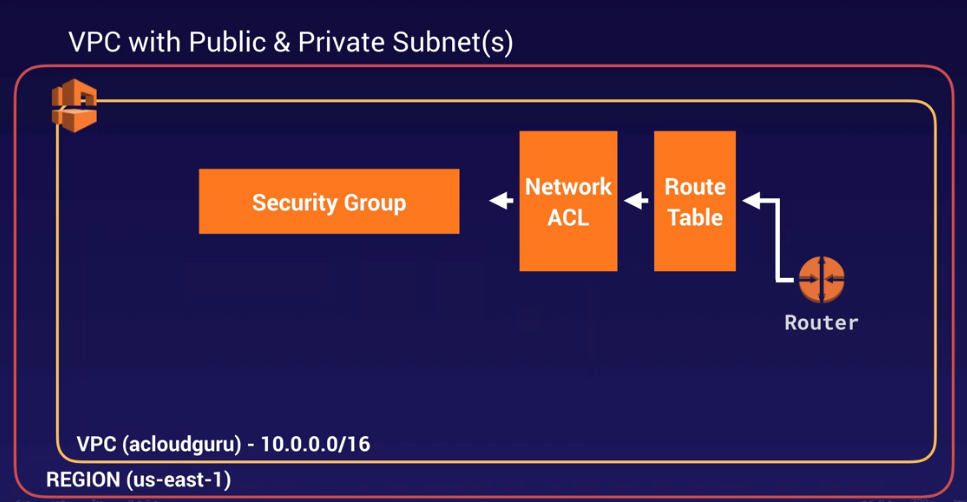 VPC with Public & Private Subnet(s)
Security Group
Network
ACL
Route
Table
Router
VPC (acloudguru) - 10.0.0.0/16
REGION (us-east-1)